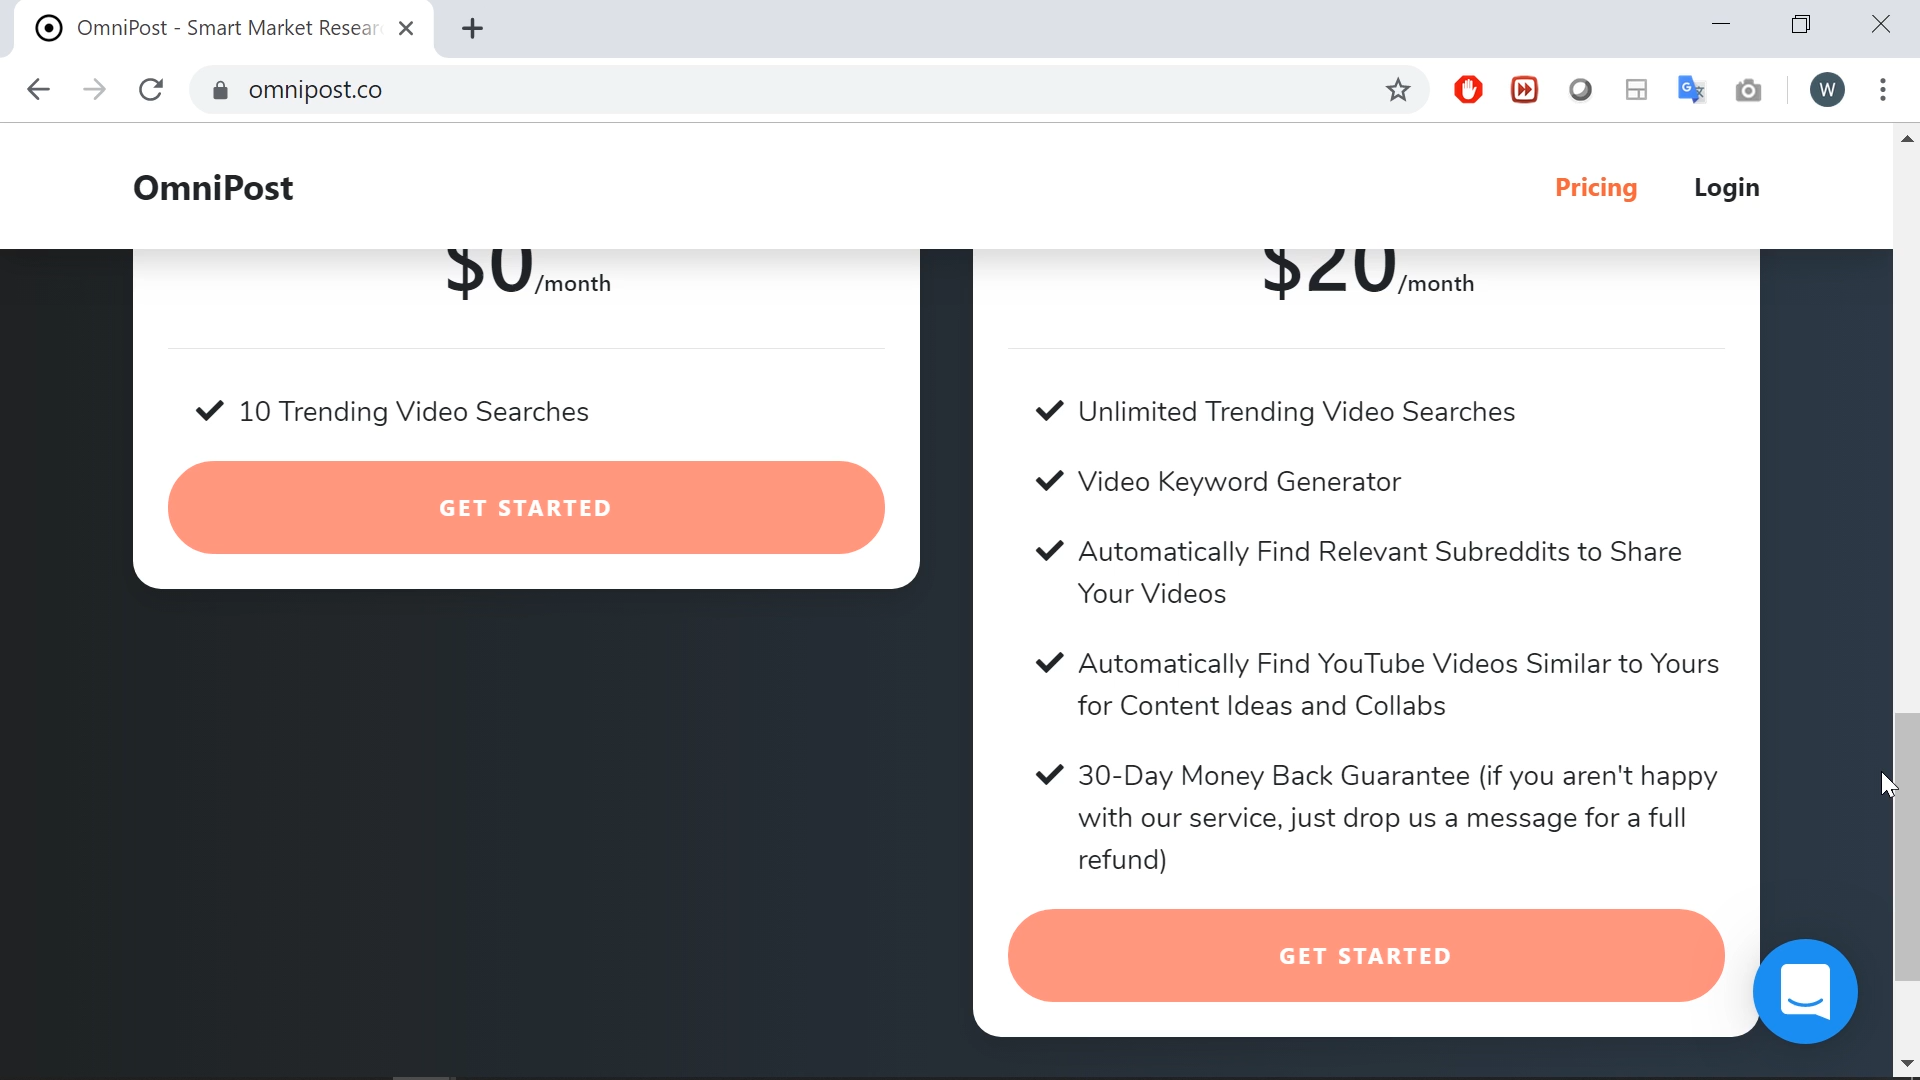 OmniPost - Smart Market Resear
omnipost.co
W
OmniPost
Pricing
Login
$0/month
10 Trending Video Searches
GET STARTED
$20/month
Unlimited Trending Video Searches
Video Keyword Generator
Automatically Find Relevant Subreddits to Share
Your Videos
Automatically Find YouTube Videos Similar to Yours
for Content Ideas and Collabs
30-Day Money Back Guarantee (if you aren't happy
with our service, just drop us a message for a full
refund)
GET STARTED